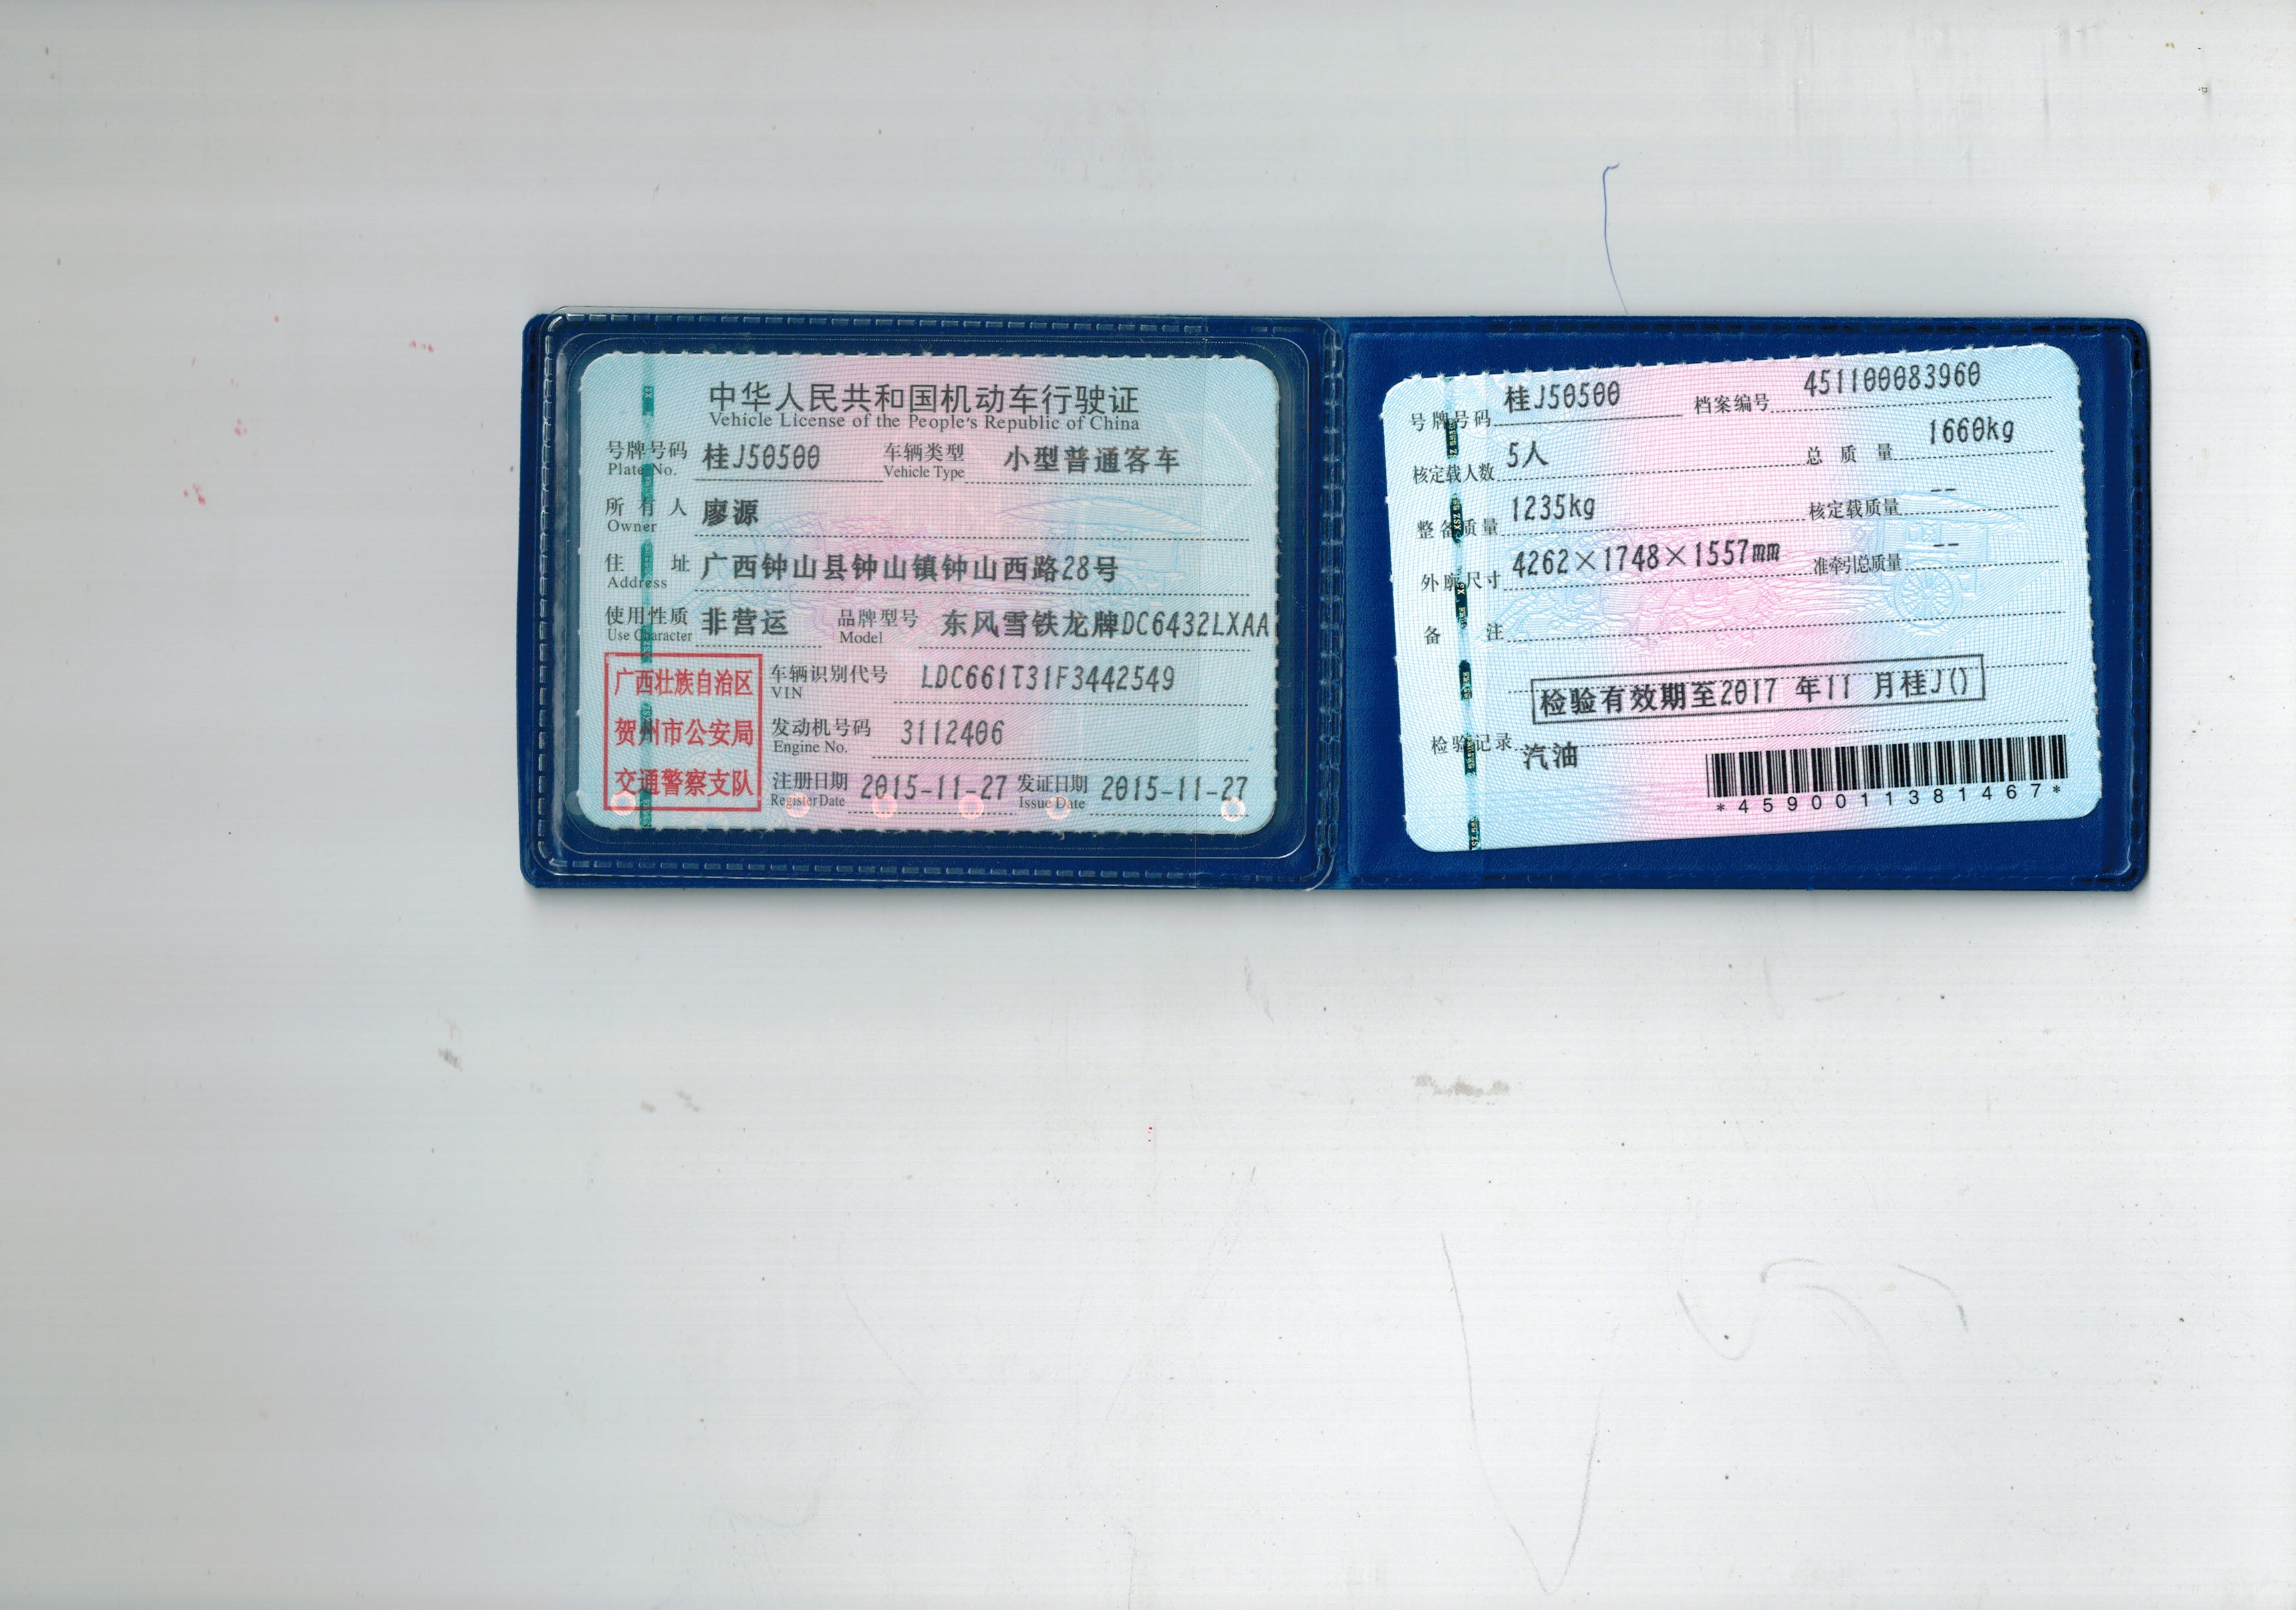 中华人民共和国机动车行驶证
Vehicle License of the People's Republic of China
号牌号码 桂J50500 车辆类型 小型普通客车
Plate No. Vehicle Type
所有人 廖源
Owner
住址 广西钟山县钟山镇钟山西路28号
Address
使用性质 非营运 品牌型号 东风雪铁龙牌DC6432LXAA
Use Character Model
广西壮族自治区
贺州市公安局
交通警察支队
车辆识别代号 LDC661T31F3442549
VIN
发动机号码 3112406
Engine No.
注册日期 2015-11-27 发证日期 2015-11-27
Register Date Issue Date
号牌号码 桂J50500 档案编号 451100083960
核定载人数 5人 总质量 1660kg
整备质量 1235kg 核定载质量 --
外廓尺寸 4262×1748×1557mm 准牵引总质量 --
备注
检验有效期至2017 年11 月桂J()
检验记录
汽油
*4590011381467*